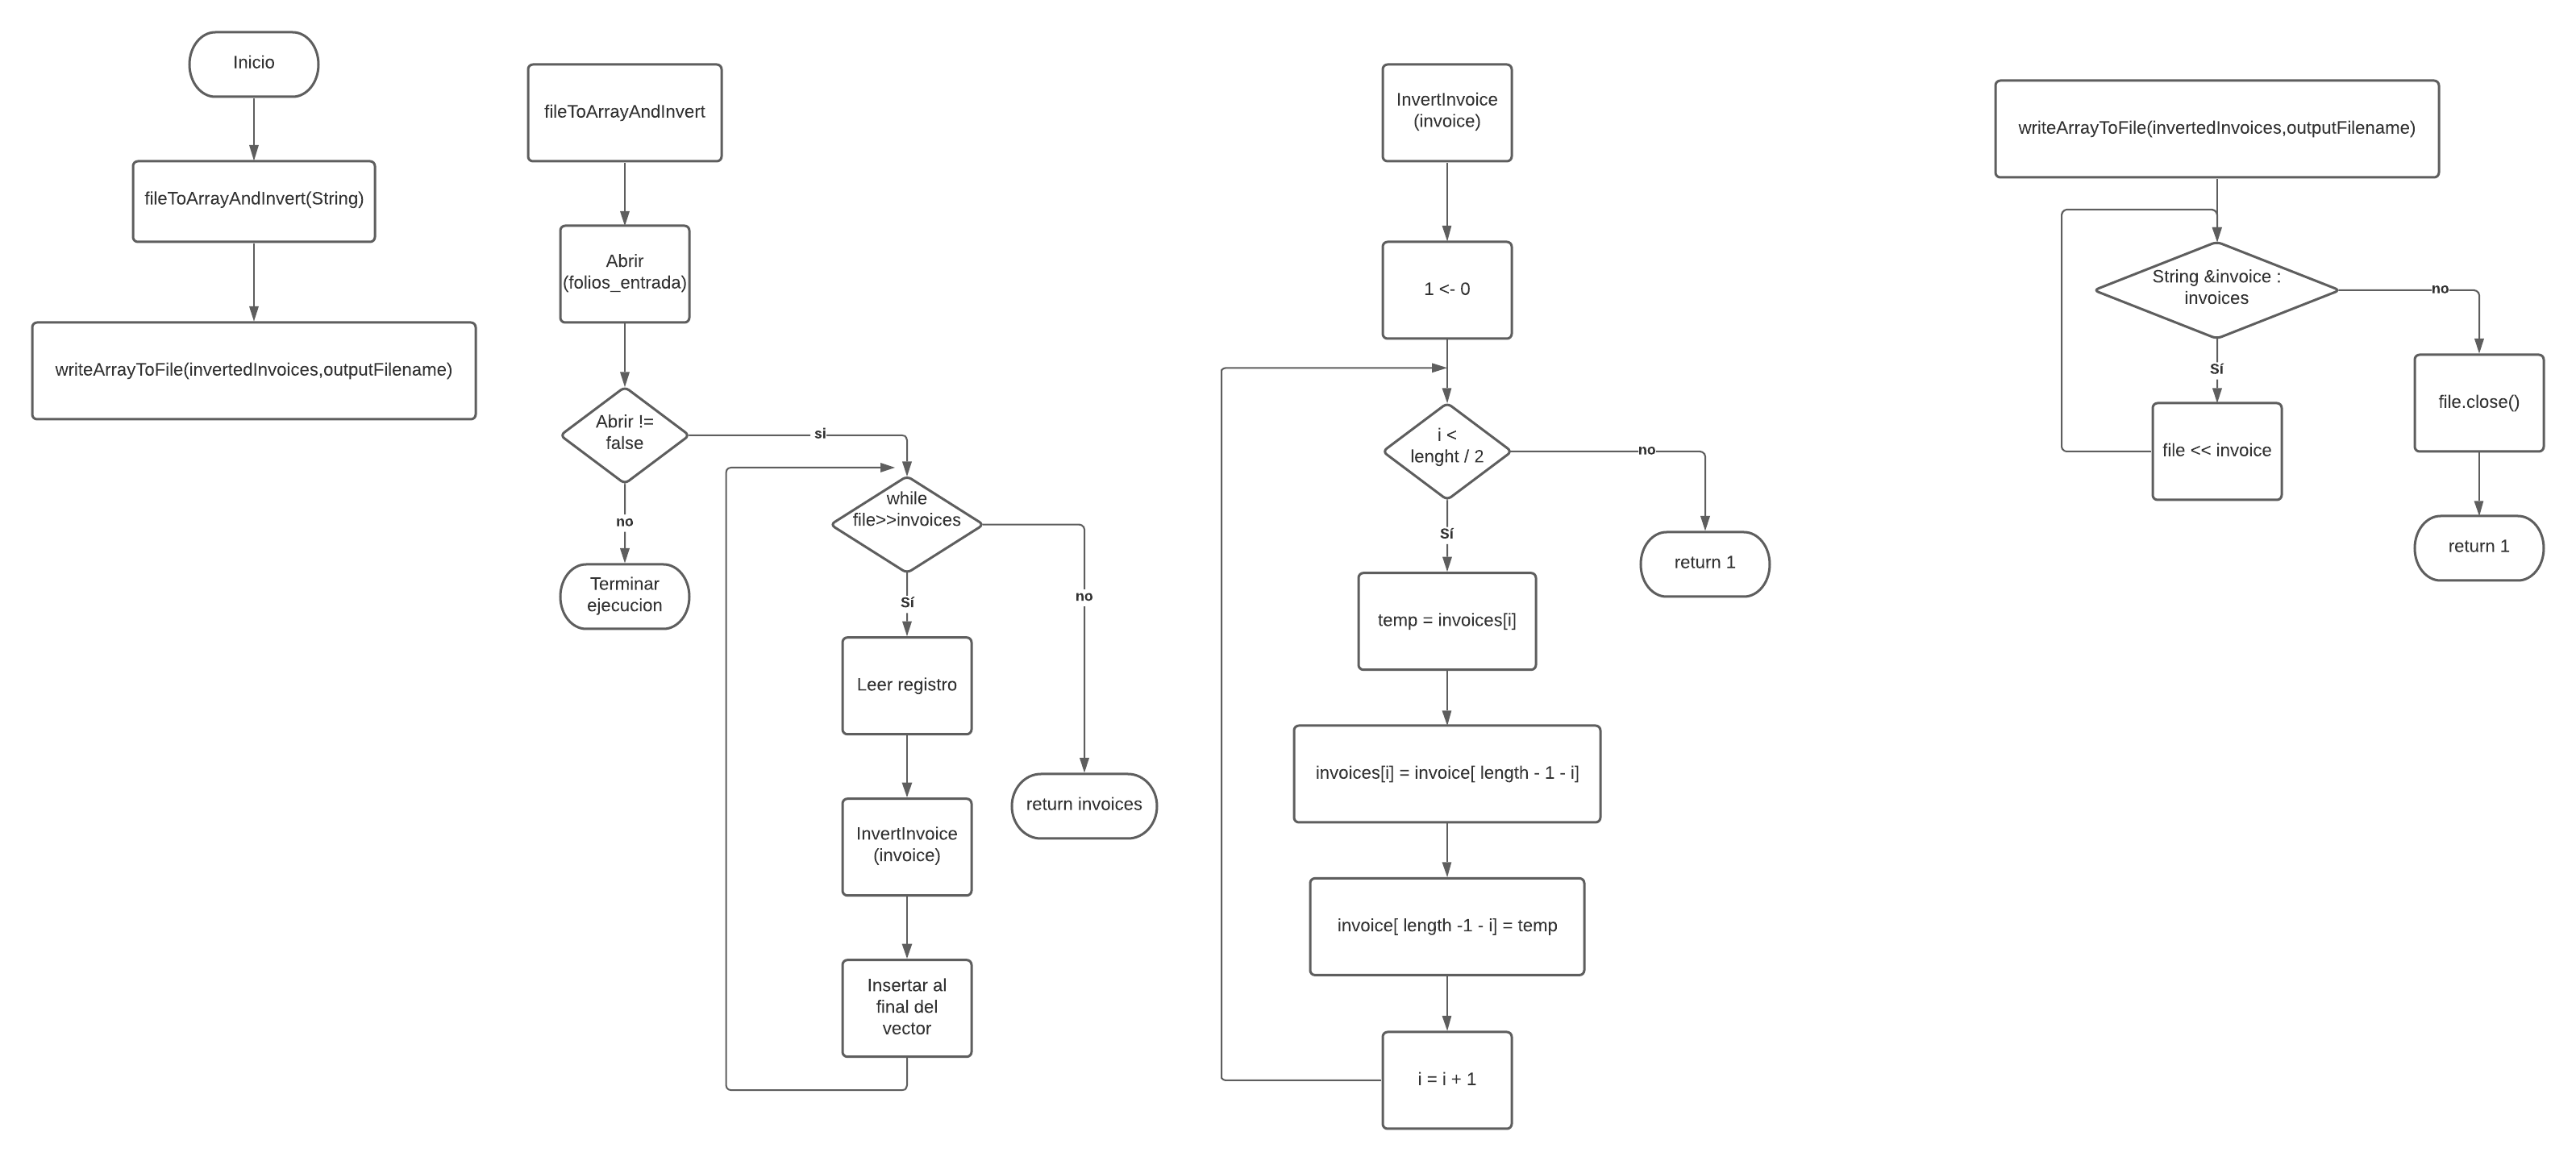 Inicio
fileToArrayAndInvert(String)
writeArrayToFile(invertedInvoices,outputFilename)
fileToArrayAndInvert
Abrir
(folios_entrada)
Abrir !=
false
si
no
Terminar
ejecucion
while
file>>invoices
Sí
no
Leer registro
return invoices
InvertInvoice
(invoice)
Insertar al
final del
vector
InvertInvoice
(invoice)
1 <- 0
i <
lenght / 2
no
Sí
return 1
temp = invoices[i]
invoices[i] = invoice[ length - 1 - i]
invoice[ length -1 - i] = temp
i = i + 1
writeArrayToFile(invertedInvoices,outputFilename)
String &invoice :
invoices
no
Sí
file.close()
file << invoice
return 1